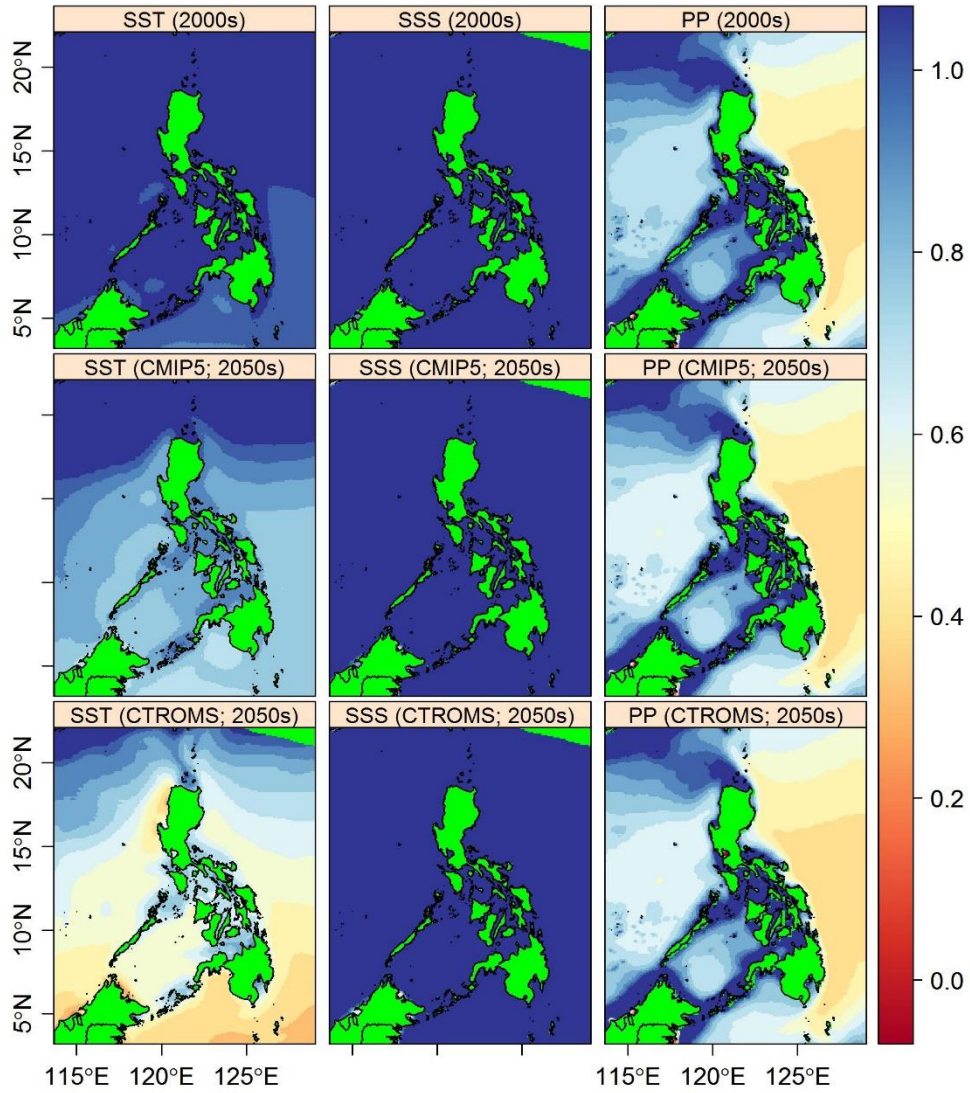 SST (2000s)
SSS (2000s)
PP (2000s)
20°N
15°N
10°N
5°N
SST (CMIP5; 2050s)
SSS (CMIP5; 2050s)
PP (CMIP5; 2050s)
SST (CTROMS; 2050s)
SSS (CTROMS; 2050s)
PP (CTROMS; 2050s)
20°N
15°N
10°N
5°N
115°E 120°E 125°E
115°E 120°E 125°E
1.0
0.8
0.6
0.4
0.2
0.0